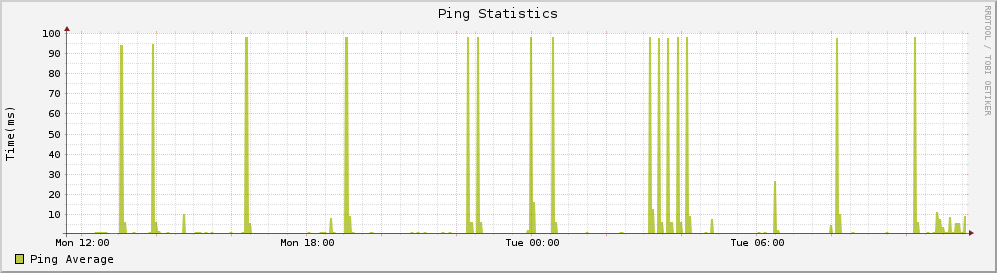 Ping Statistics
RRDTOOL / TOBI OETIKER
Time(ms)
100
90
80
70
60
50
40
30
20
10
Mon 12:00 Mon 18:00 Tue 00:00 Tue 06:00
Ping Average